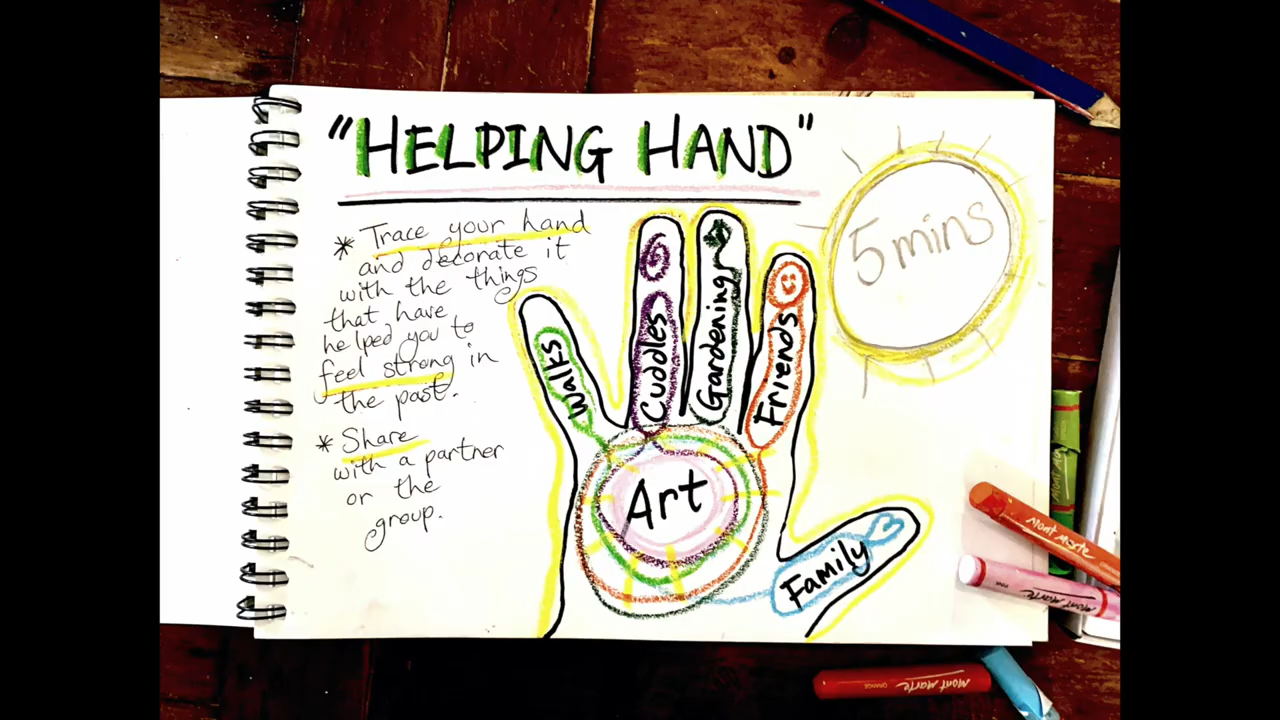 "HELPING HAND"
* Trace your hand
and decorate it
with the things
that have
helped you to
feel strong in
the past.
* Share
with a partner
or the
group.
5 mins
Walks
Cuddles
Gardening
Friends
Family
Art
MONT MARTE
MONT MARTE
MONT MARTE